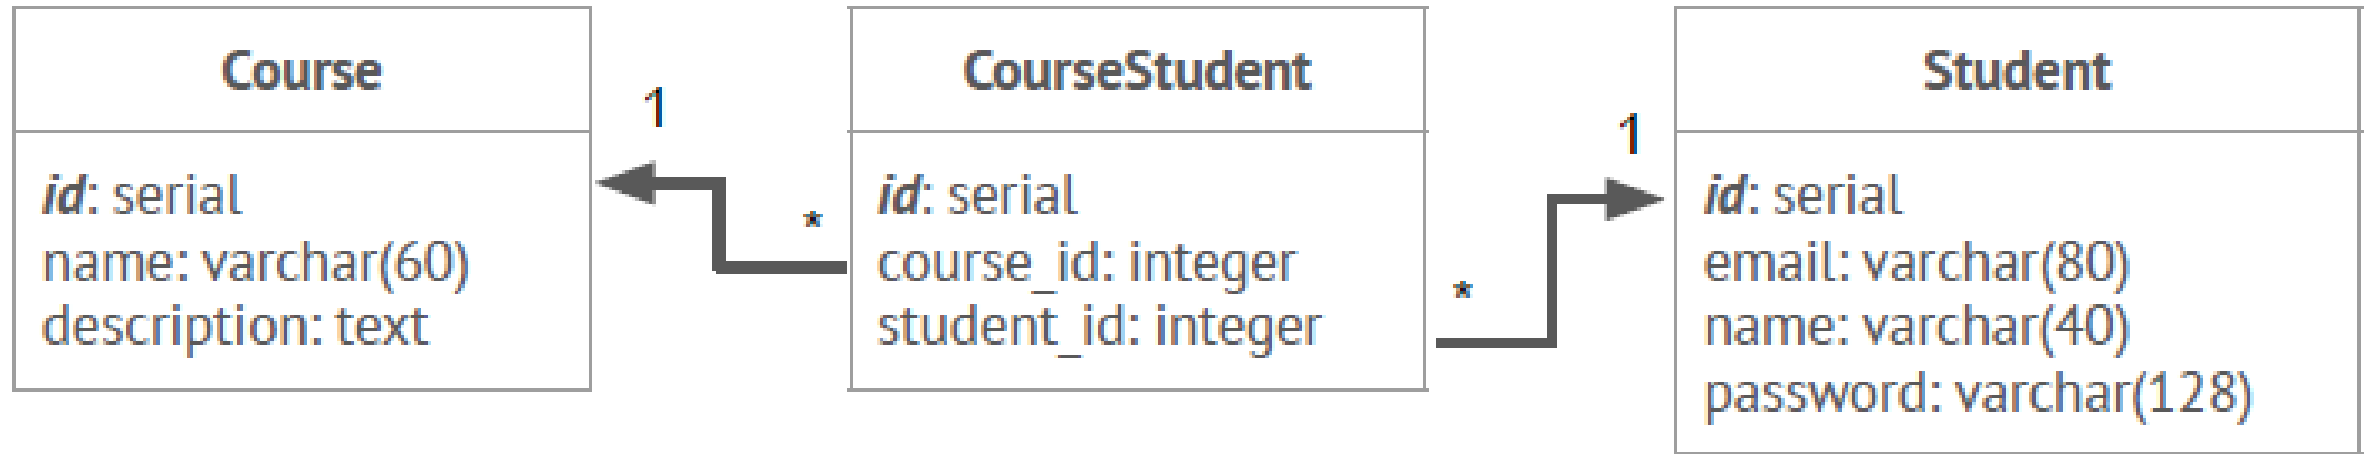 Course
id: serial
name: varchar(60)
description: text
1
*
CourseStudent
id: serial
course_id: integer
student_id: integer
1
*
Student
id: serial
email: varchar(80)
name: varchar(40)
password: varchar(128)